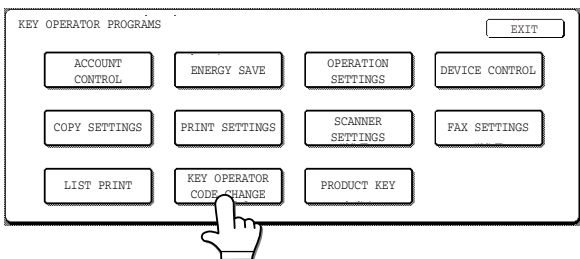 KEY OPERATOR PROGRAMS
EXIT
ACCOUNT
CONTROL
ENERGY SAVE
OPERATION
SETTINGS
DEVICE CONTROL
COPY SETTINGS
PRINT SETTINGS
SCANNER
SETTINGS
FAX SETTINGS
LIST PRINT
KEY OPERATOR
CODE CHANGE
PRODUCT KEY